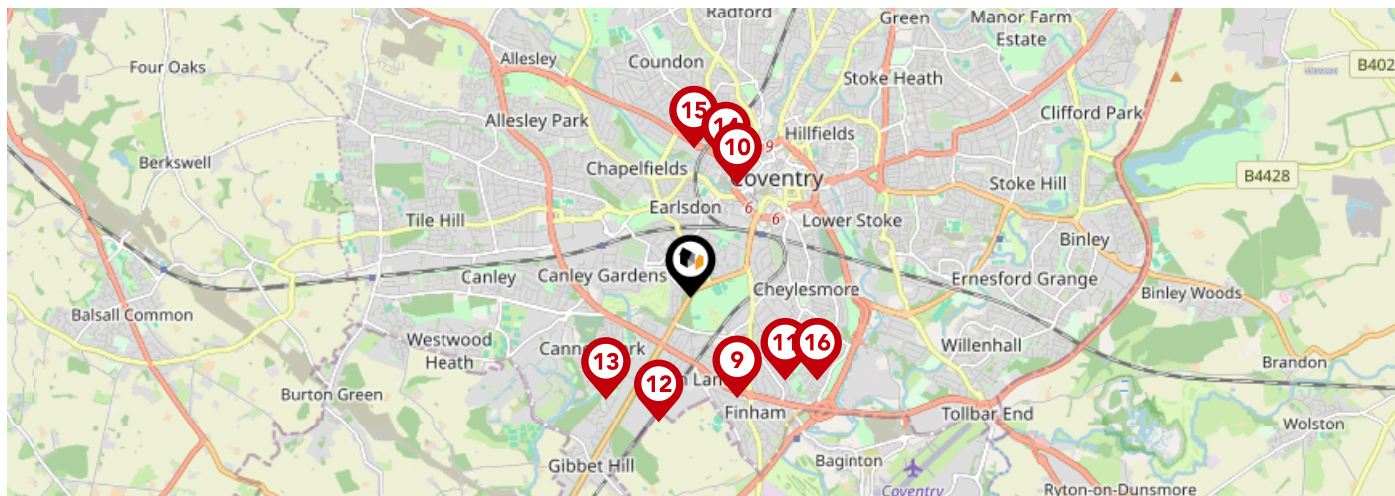 Radford
Green
Manor Farm
Estate
Four Oaks
Allesley
Coundon
Stoke Heath
B402
Allesley Park
15
Clifford Park
10
9
Hillfields
Berkswell
Chapelfields
Coventry
Stoke Hill
B4428
Tile Hill
Earlsdon
6
6
Lower Stoke
Binley
Canley
Canley Gardens
Cheylesmore
Ernesford Grange
Binley Woods
Balsall Common
Westwood
Heath
13
12
9
11
16
Willenhall
Brandon
Burton Green
Finham
Tollbar End
Wolston
Gibbet Hill
Baginton
Coventry
Ryton-on-Dunsmore